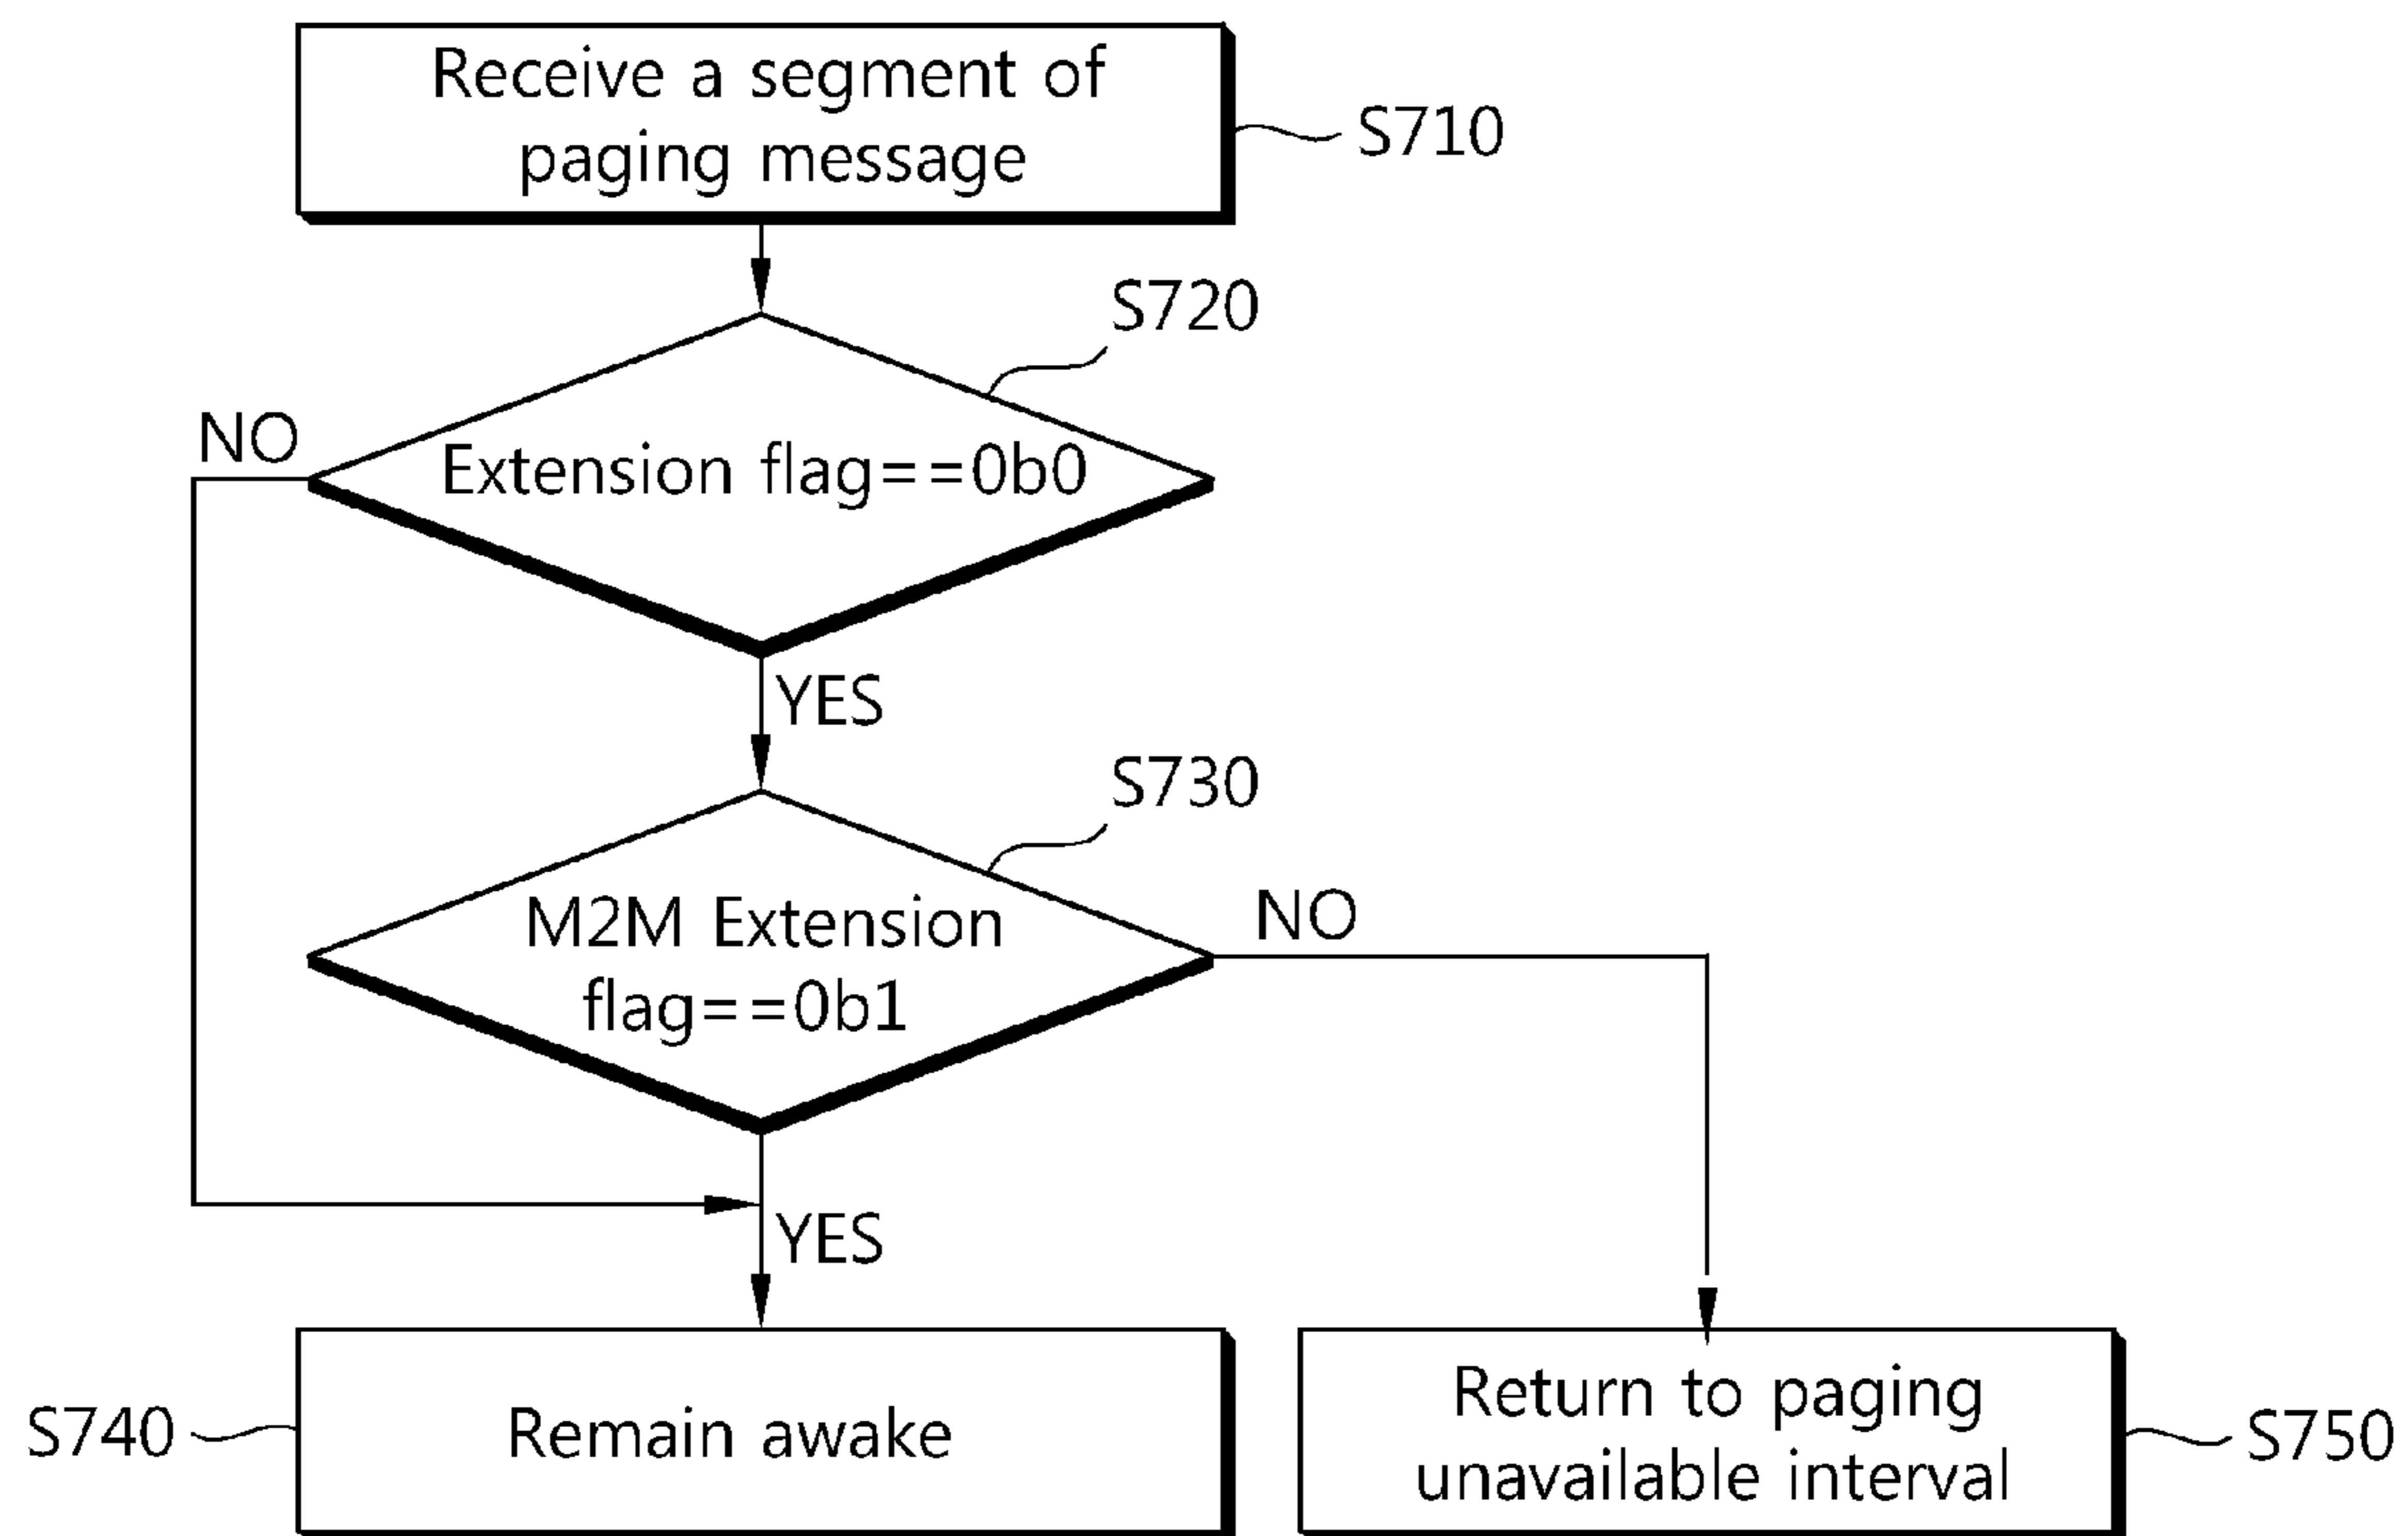 Receive a segment of
paging message
S710
S720
NO
Extension flag==0b0
YES
S730
M2M Extension
flag==0b1
NO
YES
S740
Remain awake
Return to paging
unavailable interval
S750